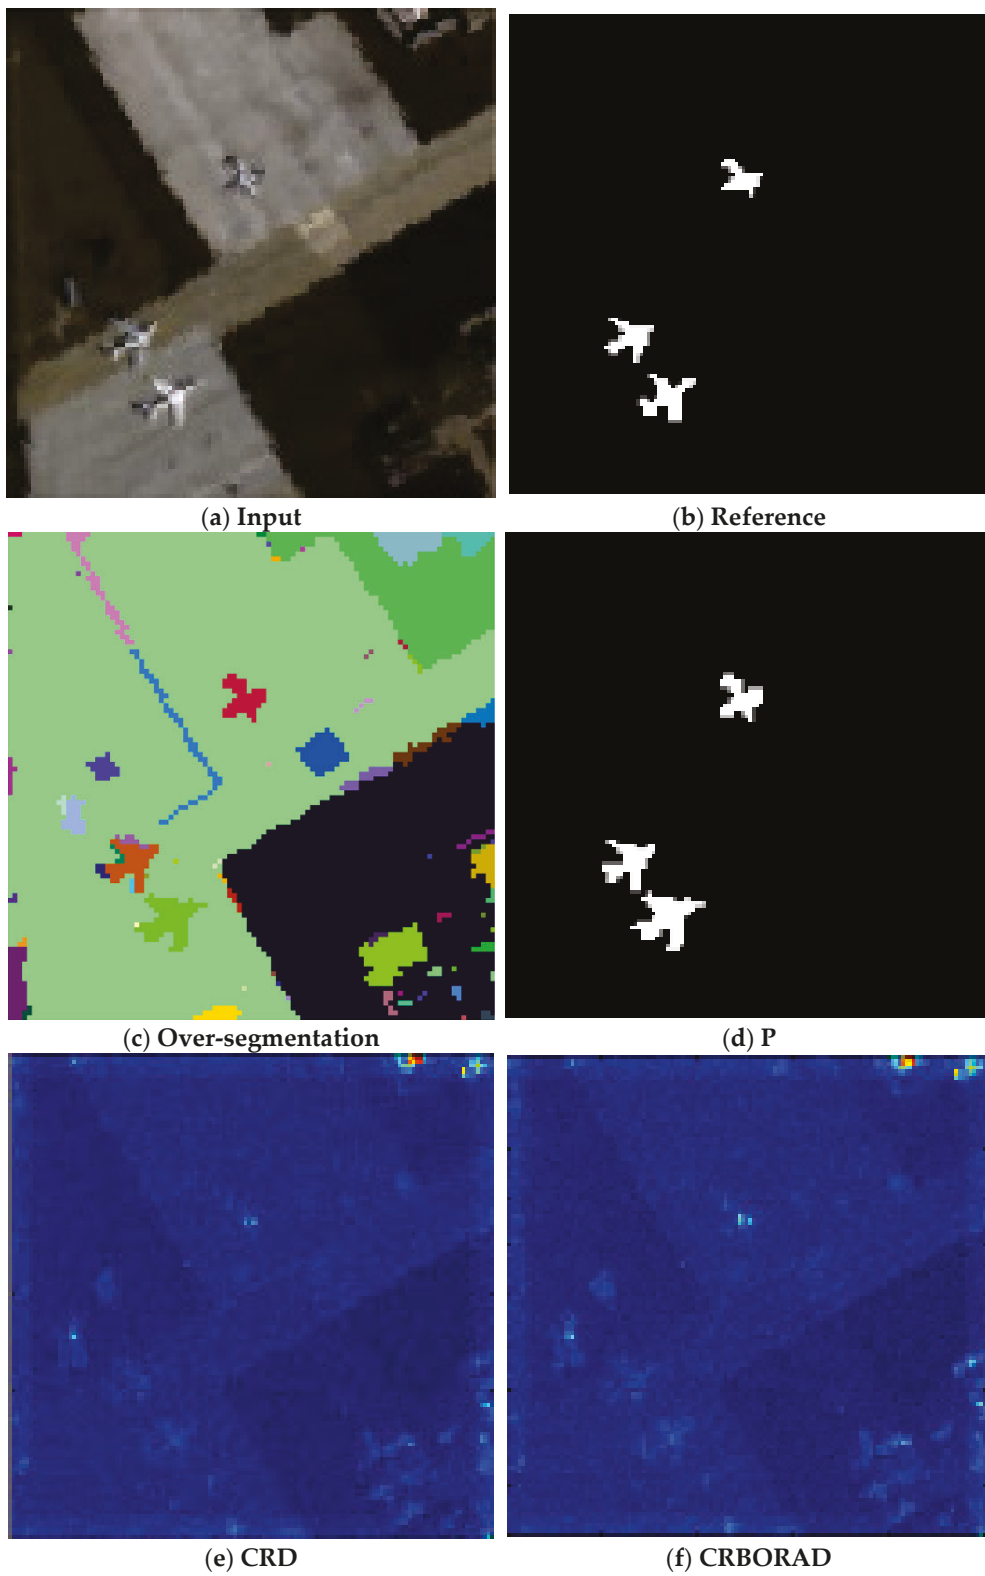 (a) Input
(b) Reference
(c) Over-segmentation
(d) P
(e) CRD
(f) CRBORAD